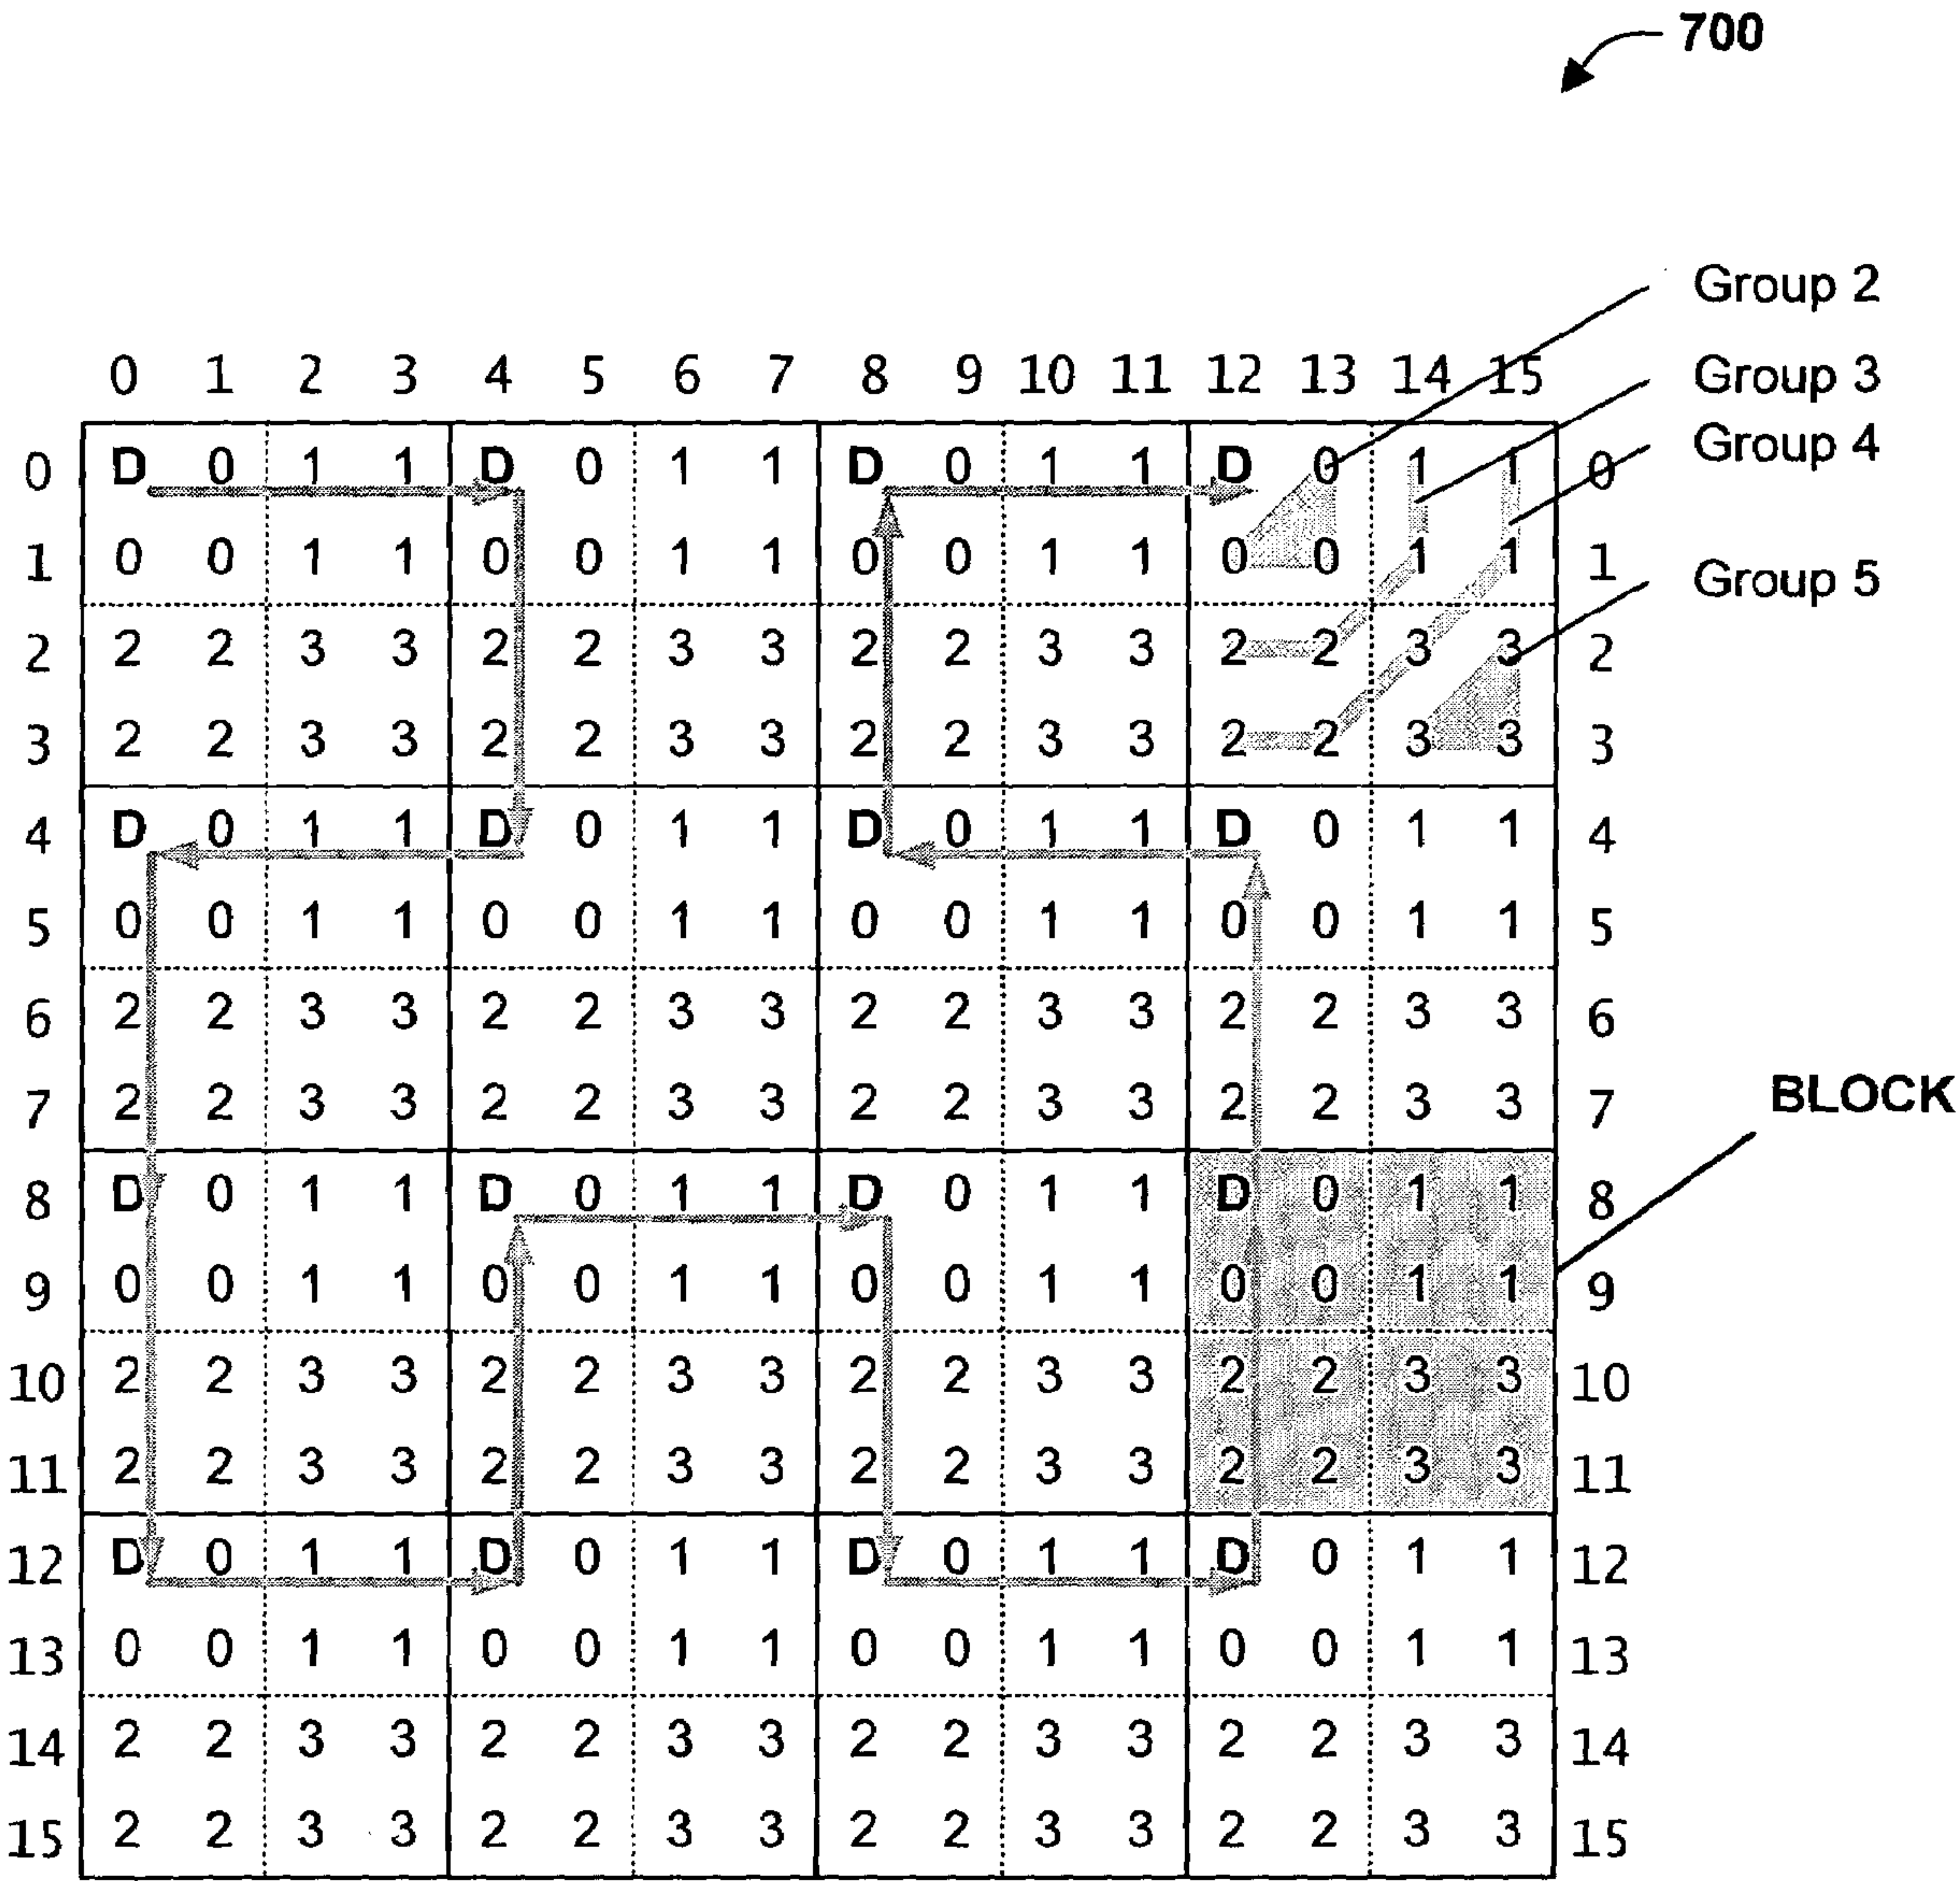 700
Group 2
Group 3
Group 4
Group 5
BLOCK
0 1 2 3 4 5 6 7 8 9 10 11 12 13 14 15
0 D 0 1 1 D 0 1 1 D 0 1 1 D 0 1 1 0
1 0 0 1 1 0 0 1 1 0 0 1 1 0 0 1 1 1
2 2 2 3 3 2 2 3 3 2 2 3 3 2 2 3 3 2
3 2 2 3 3 2 2 3 3 2 2 3 3 2 2 3 3 3
4 D 0 1 1 D 0 1 1 D 0 1 1 D 0 1 1 4
5 0 0 1 1 0 0 1 1 0 0 1 1 0 0 1 1 5
6 2 2 3 3 2 2 3 3 2 2 3 3 2 2 3 3 6
7 2 2 3 3 2 2 3 3 2 2 3 3 2 2 3 3 7
8 D 0 1 1 D 0 1 1 D 0 1 1 D 0 1 1 8
9 0 0 1 1 0 0 1 1 0 0 1 1 0 0 1 1 9
10 2 2 3 3 2 2 3 3 2 2 3 3 2 2 3 3 10
11 2 2 3 3 2 2 3 3 2 2 3 3 2 2 3 3 11
12 D 0 1 1 D 0 1 1 D 0 1 1 D 0 1 1 12
13 0 0 1 1 0 0 1 1 0 0 1 1 0 0 1 1 13
14 2 2 3 3 2 2 3 3 2 2 3 3 2 2 3 3 14
15 2 2 3 3 2 2 3 3 2 2 3 3 2 2 3 3 15